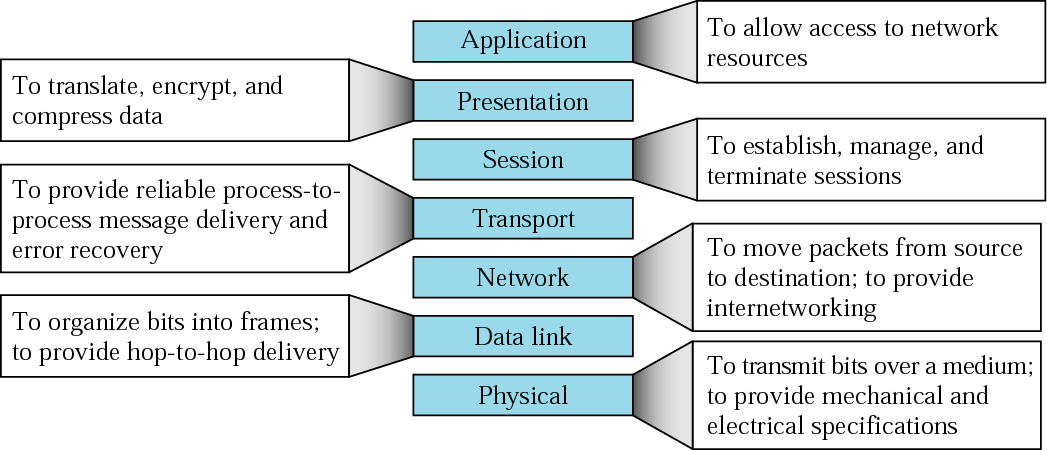 Application
To allow access to network
resources
To translate, encrypt, and
compress data
Presentation
Session
To establish, manage, and
terminate sessions
To provide reliable process-to-
process message delivery and
error recovery
Transport
Network
To move packets from source
to destination; to provide
internetworking
To organize bits into frames;
to provide hop-to-hop delivery
Data link
Physical
To transmit bits over a medium;
to provide mechanical and
electrical specifications